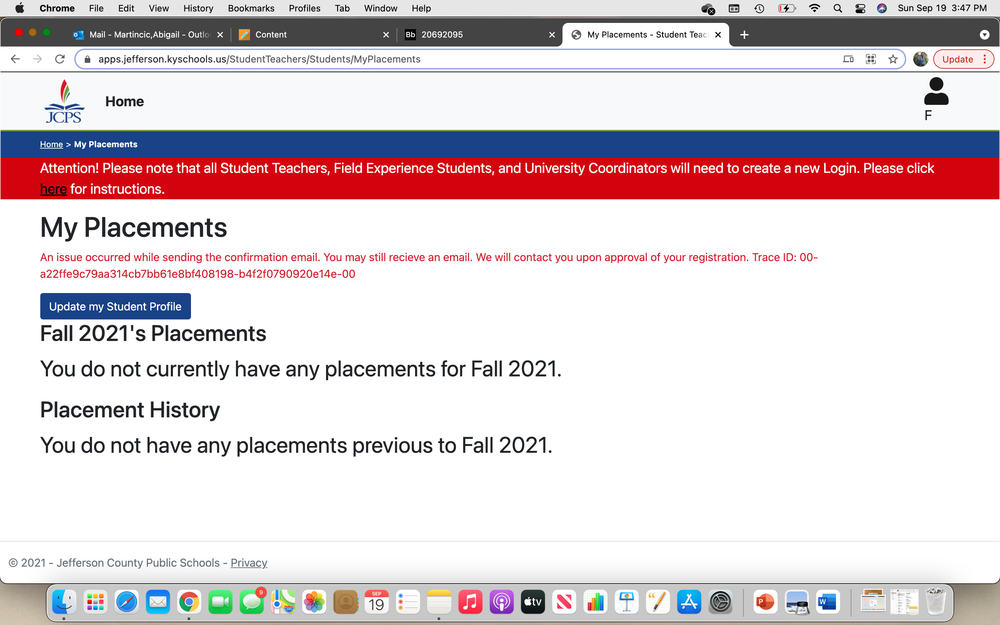 Chrome File Edit View History Bookmarks Profiles Tab Window Help Sun Sep 19 3:47 PM
Mail - Martincic,Abigail - Outlo Content Bb 20692095 My Placements - Student Teac
apps.jefferson.kyschools.us/StudentTeachers/Students/MyPlacements Update
JCPS Home
F
Home > My Placements
Attention! Please note that all Student Teachers, Field Experience Students, and University Coordinators will need to create a new Login. Please click
here for instructions.
My Placements
An issue occurred while sending the confirmation email. You may still recieve an email. We will contact you upon approval of your registration. Trace ID: 00-
a22ffe9c79aa314cb7bb61e8bf408198-b4f2f0790920e14e-00
Update my Student Profile
Fall 2021's Placements
You do not currently have any placements for Fall 2021.
Placement History
You do not have any placements previous to Fall 2021.
© 2021 - Jefferson County Public Schools - Privacy
9 280 SEP 19 tv P W